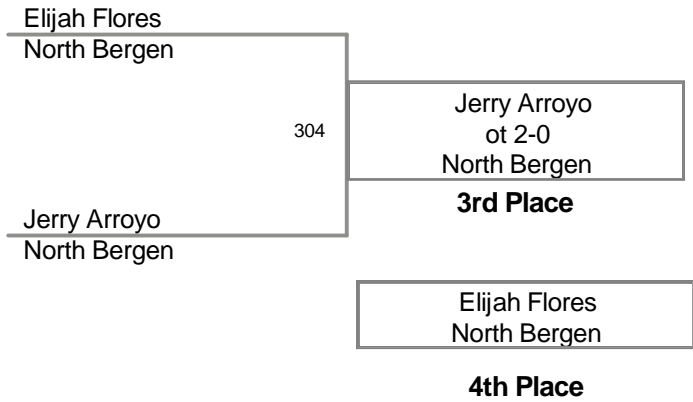 Elijah Flores
North Bergen
304
Jerry Arroyo
ot 2-0
North Bergen
3rd Place
Jerry Arroyo
North Bergen
Elijah Flores
North Bergen
4th Place